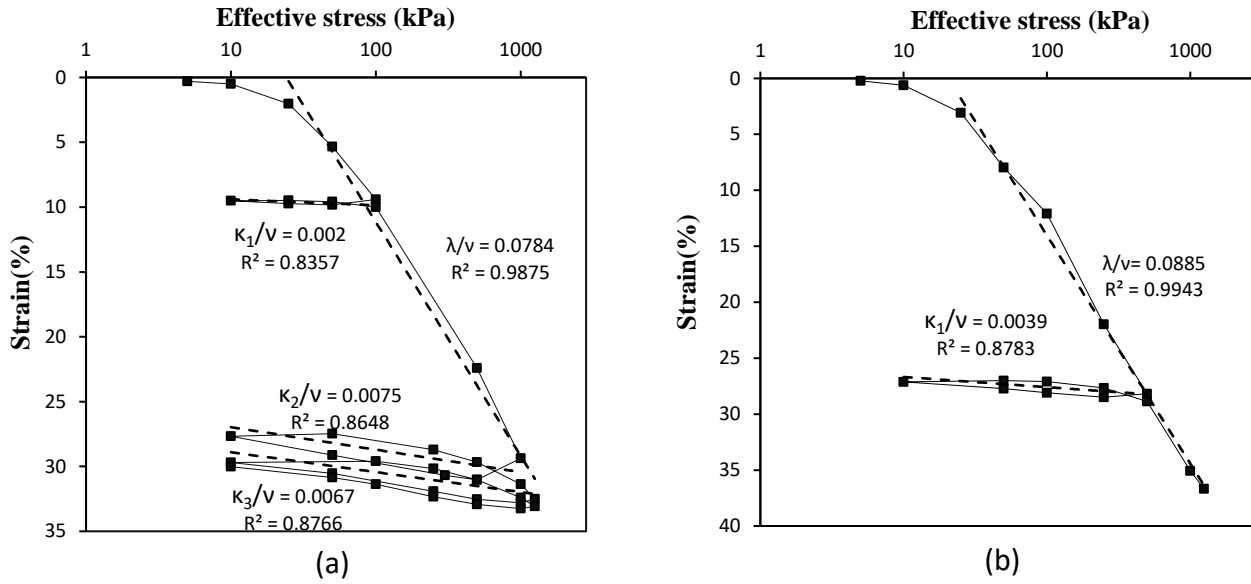 Effective stress (kPa)
1 10 100 1000
0
5
10
15
20
25
30
35
Strain(%)
κ1/ν = 0.002
R² = 0.8357
λ/ν = 0.0784
R² = 0.9875
κ2/ν = 0.0075
R² = 0.8648
κ3/ν = 0.0067
R² = 0.8766
(a)
Effective stress (kPa)
1 10 100 1000
0
5
10
15
20
25
30
35
40
Strain(%)
λ/ν= 0.0885
R² = 0.9943
κ1/ν = 0.0039
R² = 0.8783
(b)